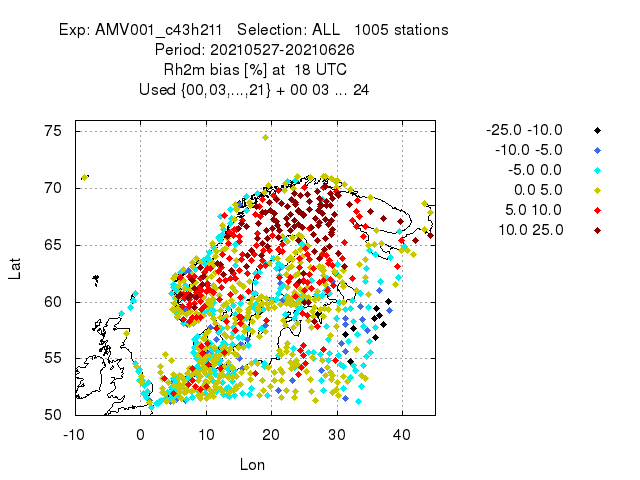 Exp: AMV001_c43h211   Selection: ALL   1005 stations
Period: 20210527-20210626
Rh2m bias [%] at  18 UTC
Used {00,03,...,21} + 00 03 ... 24
-25.0 -10.0
-10.0 -5.0
-5.0 0.0
0.0 5.0
5.0 10.0
10.0 25.0
75
70
65
60
55
50
Lat
-10 0 10 20 30 40
Lon